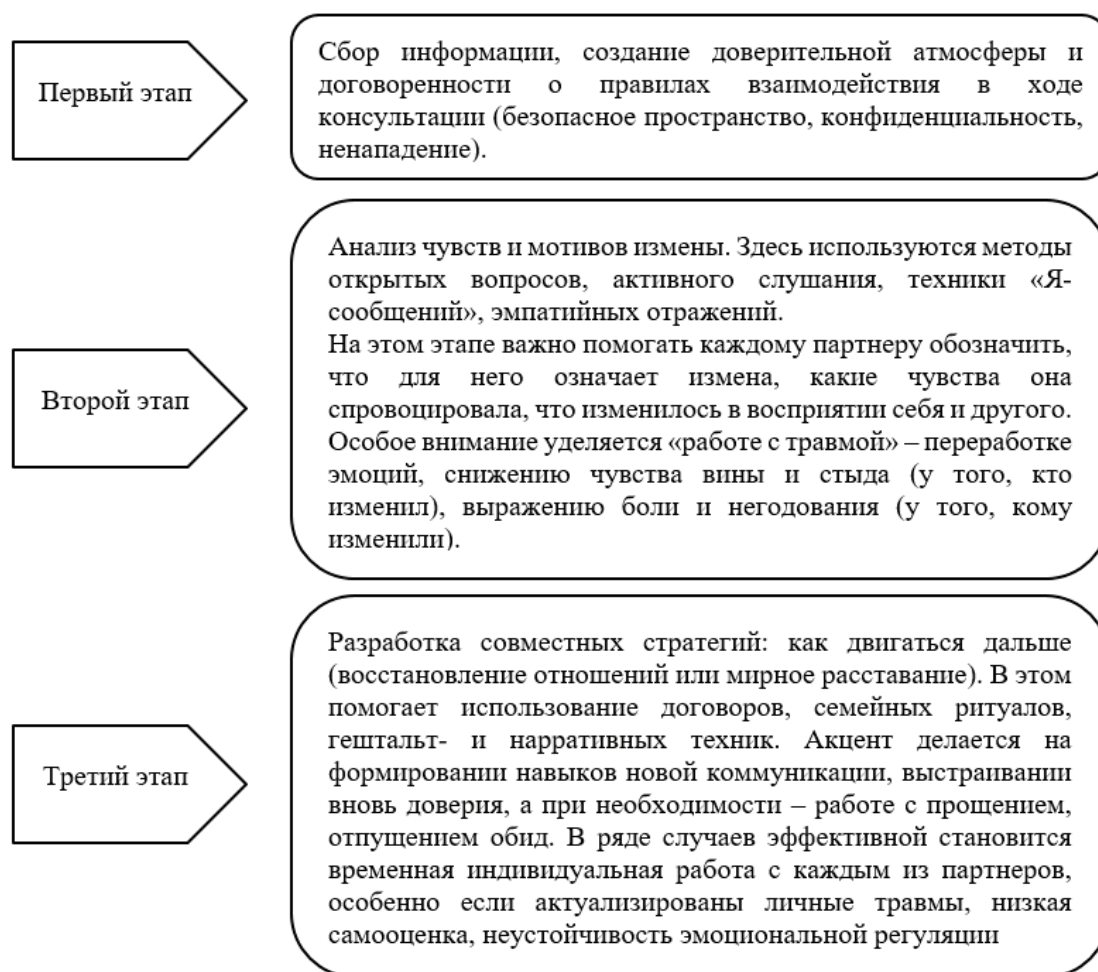 Первый этап
Сбор информации, создание доверительной атмосферы и
договоренности о правилах взаимодействия в ходе
консультации (безопасное пространство, конфиденциальность,
ненападение).
Второй этап
Анализ чувств и мотивов измены. Здесь используются методы
открытых вопросов, активного слушания, техники «Я-
сообщений», эмпатийных отражений.
На этом этапе важно помогать каждому партнеру обозначить,
что для него означает измена, какие чувства она
спровоцировала, что изменилось в восприятии себя и другого.
Особое внимание уделяется «работе с травмой» – переработке
эмоций, снижению чувства вины и стыда (у того, кто
изменил), выражению боли и негодования (у того, кому
изменили).
Третий этап
Разработка совместных стратегий: как двигаться дальше
(восстановление отношений или мирное расставание). В этом
помогает использование договоров, семейных ритуалов,
гештальт- и нарративных техник. Акцент делается на
формировании навыков новой коммуникации, выстраивании
вновь доверия, а при необходимости – работе с прощением,
отпущением обид. В ряде случаев эффективной становится
временная индивидуальная работа с каждым из партнеров,
особенно если актуализированы личные травмы, низкая
самооценка, неустойчивость эмоциональной регуляции